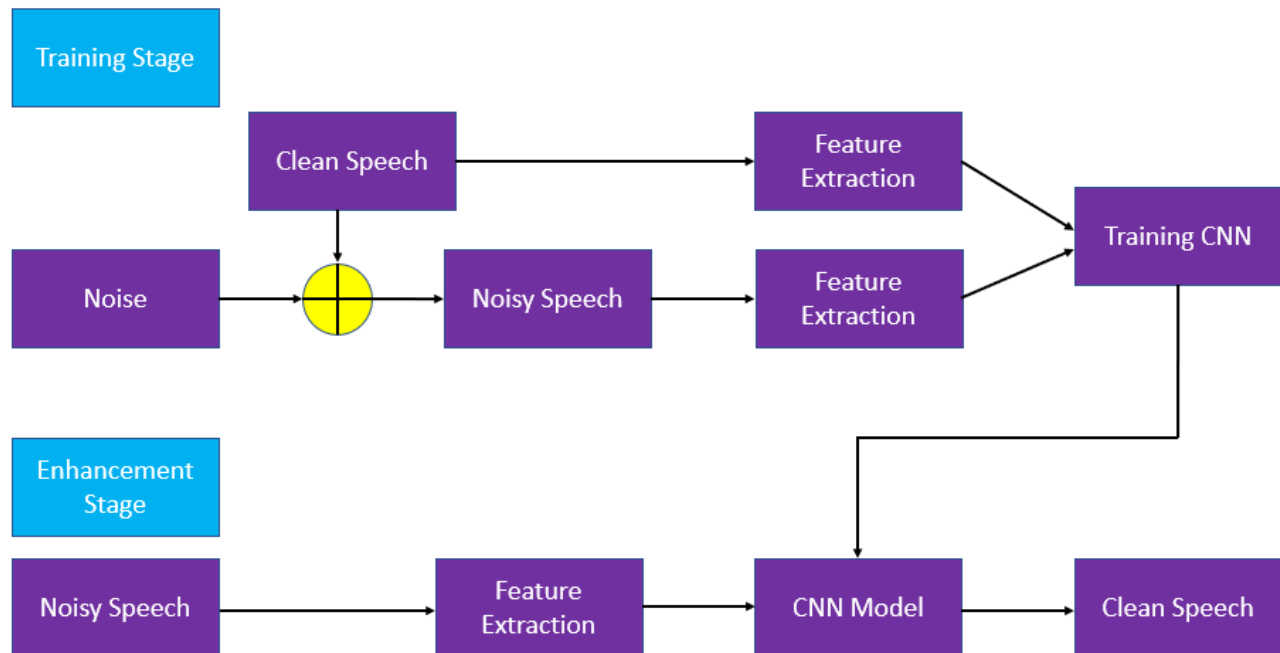 Training Stage
Clean Speech
Feature
Extraction
Training CNN
Noise
Noisy Speech
Feature
Extraction
Enhancement
Stage
Noisy Speech
Feature
Extraction
CNN Model
Clean Speech